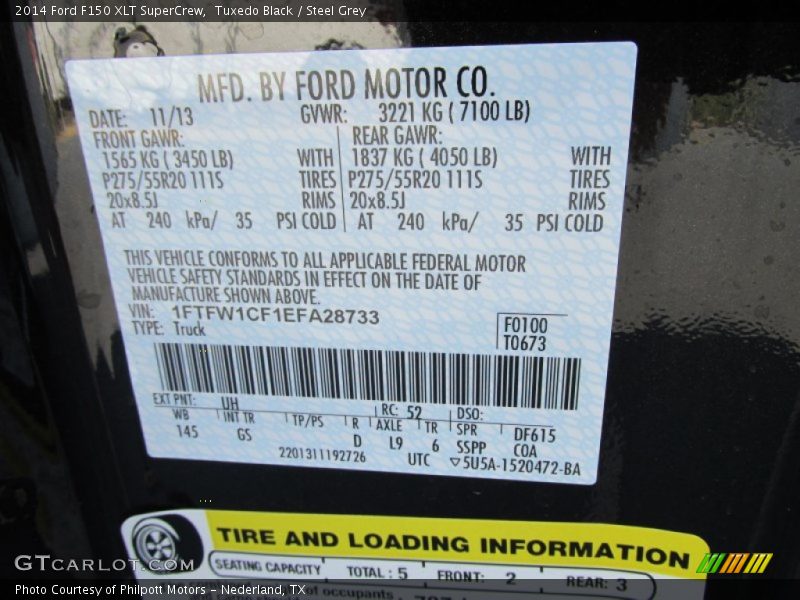 2014 Ford F150 XLT SuperCrew, Tuxedo Black / Steel Grey
MFD. BY FORD MOTOR CO.
DATE: 11/13 GVWR: 3221 KG ( 7100 LB)
FRONT GAWR: REAR GAWR:
1565 KG ( 3450 LB) WITH 1837 KG ( 4050 LB) WITH
P275/55R20 111S TIRES P275/55R20 111S TIRES
20x8.5J RIMS 20x8.5J RIMS
AT 240 kPa/ 35 PSI COLD AT 240 kPa/ 35 PSI COLD
THIS VEHICLE CONFORMS TO ALL APPLICABLE FEDERAL MOTOR
VEHICLE SAFETY STANDARDS IN EFFECT ON THE DATE OF
MANUFACTURE SHOWN ABOVE.
VIN: 1FTFW1CF1EFA28733
TYPE: Truck
F0100
T0673
EXT PNT: UH RC: 52 DSO:
WB INT TR TP/PS R AXLE TR SPR DF615
145 GS D L9 6 SSPP COA
2201311192726 UTC ▽5U5A-1520472-BA
TIRE AND LOADING INFORMATION
SEATING CAPACITY TOTAL : 5 FRONT: 2 REAR: 3
of occupants
GTcarlot.com
Photo Courtesy of Philpott Motors – Nederland, TX